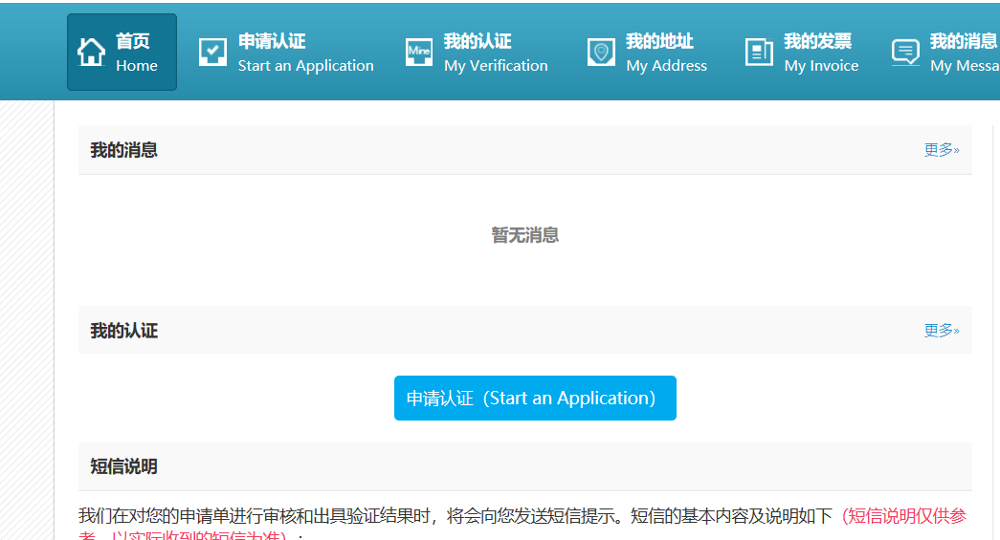 首页
Home
申请认证
Start an Application
Mine
我的认证
My Verification
我的地址
My Address
我的发票
My Invoice
我的消息
My Messa
我的消息
更多»
暂无消息
我的认证
更多»
申请认证（Start an Application）
短信说明
我们在对您的申请单进行审核和出具验证结果时，将会向您发送短信提示。短信的基本内容及说明如下（短信说明仅供参
考，以实际收到的短信为准）：